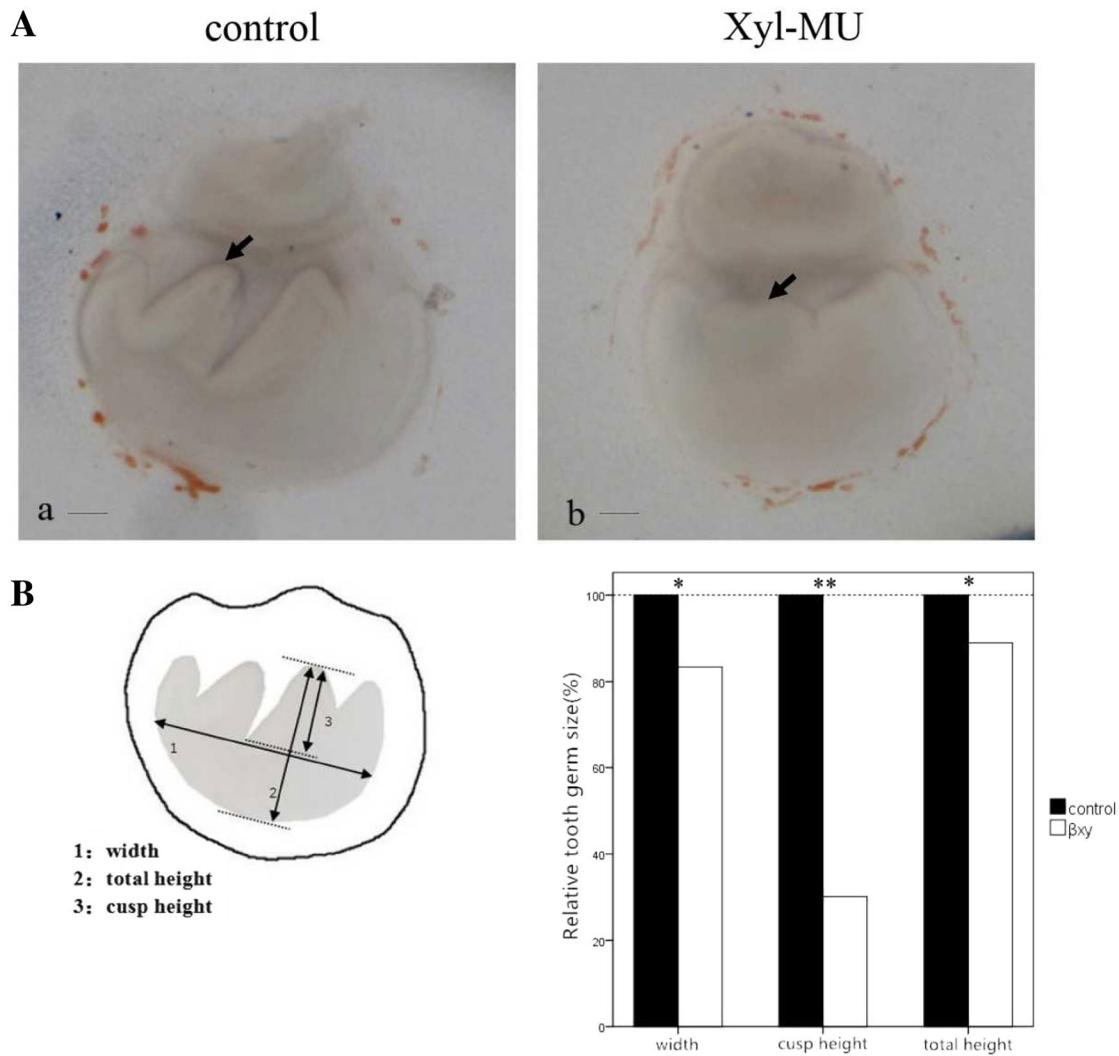 A
control
Xyl-MU
a
b
B
1
2
3
1: width
2: total height
3: cusp height
Relative tooth germ size(%)
100
80
60
40
20
0
* ** *
width cusp height total height
control
βxy